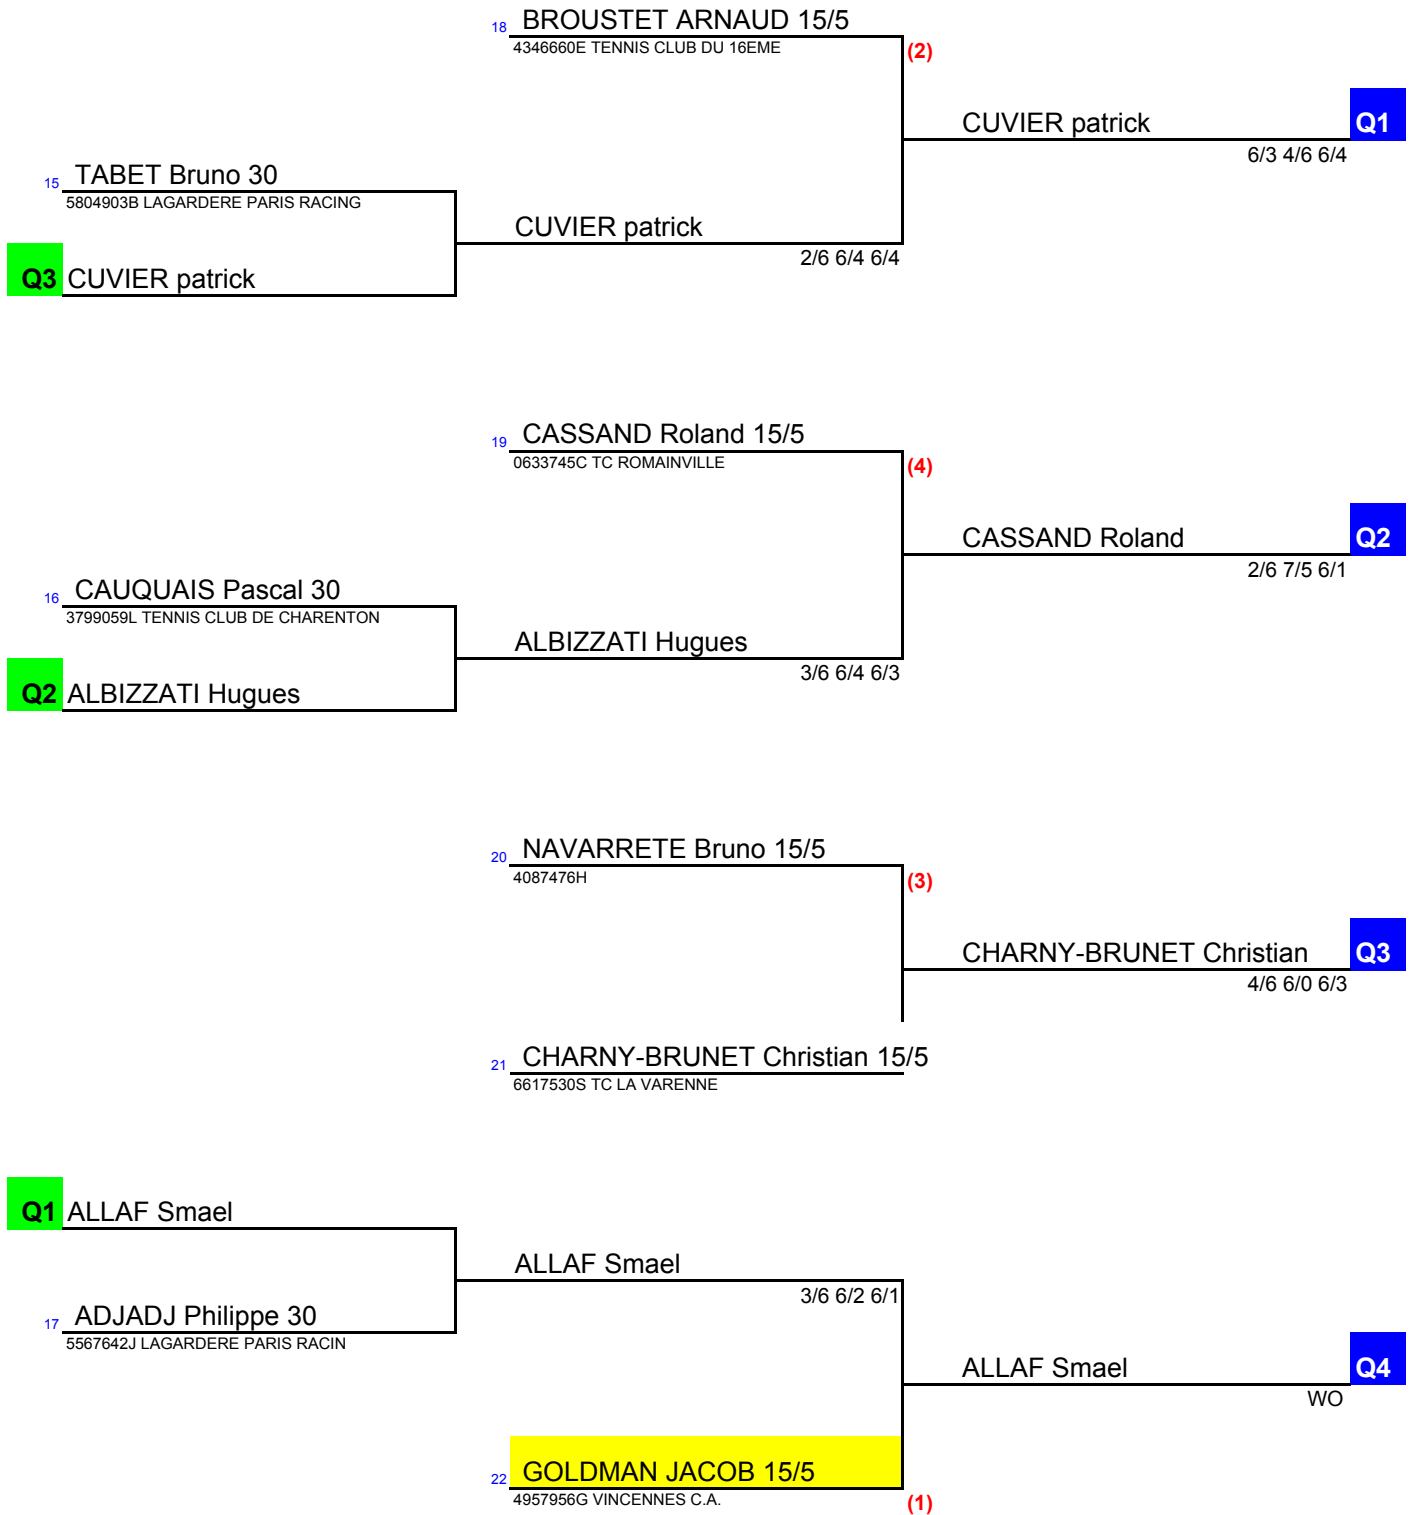 18 BROUSTET ARNAUD 15/5
4346660E TENNIS CLUB DU 16EME
(2)
CUVIER patrick
Q1
6/3 4/6 6/4
15 TABET Bruno 30
5804903B LAGARDERE PARIS RACING
CUVIER patrick
2/6 6/4 6/4
Q3 CUVIER patrick
19 CASSAND Roland 15/5
0633745C TC ROMAINVILLE
(4)
CASSAND Roland
Q2
2/6 7/5 6/1
16 CAUQUAIS Pascal 30
3799059L TENNIS CLUB DE CHARENTON
ALBIZZATI Hugues
3/6 6/4 6/3
Q2 ALBIZZATI Hugues
20 NAVARRETE Bruno 15/5
4087476H
(3)
CHARNY-BRUNET Christian
Q3
4/6 6/0 6/3
21 CHARNY-BRUNET Christian 15/5
6617530S TC LA VARENNE
Q1 ALLAF Smael
ALLAF Smael
3/6 6/2 6/1
17 ADJADJ Philippe 30
5567642J LAGARDERE PARIS RACIN
ALLAF Smael
Q4
WO
22 GOLDMAN JACOB 15/5
4957956G VINCENNES C.A.
(1)